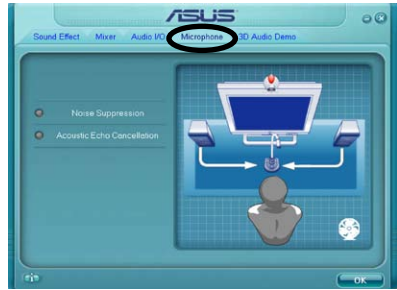 ASUS
Sound Effect Mixer Audio I/O Microphone 3D Audio Demo
Noise Suppression
Acoustic Echo Cancellation
OK